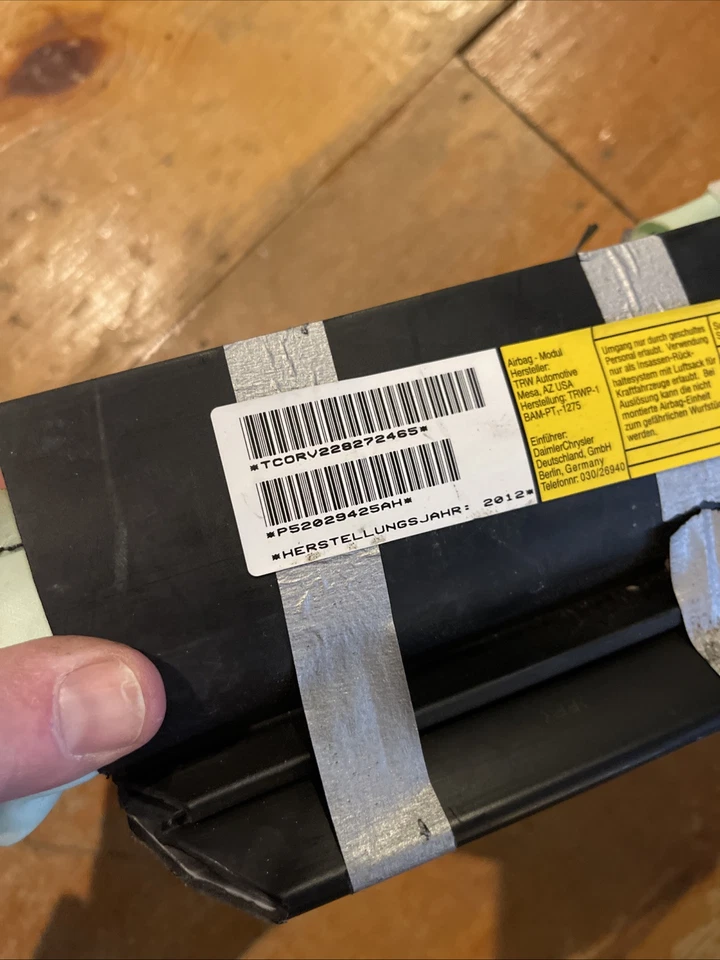 *TCORV228272465*
*P52029425AH*
*HERSTELLUNGSJAHR: 2012*
Airbag - Modul
Hersteller:
TRW Automotive
Mesa, AZ USA
Herstellung: TRWP-1
BAM-PT₁-1275
Einführer:
DaimlerChrysler
Deutschland, GmbH
Berlin, Germany
Telefonnr: 030/26940
Umgang nur durch geschultes
Personal erlaubt. Verwendung
nur als Insassen-Rück-
haltesystem mit Luftsack für
Kraftfahrzeuge erlaubt. Bei
Auslösung kann die nicht
montierte Airbag-Einheit
zum gefährlichen Wurfstü
werden.